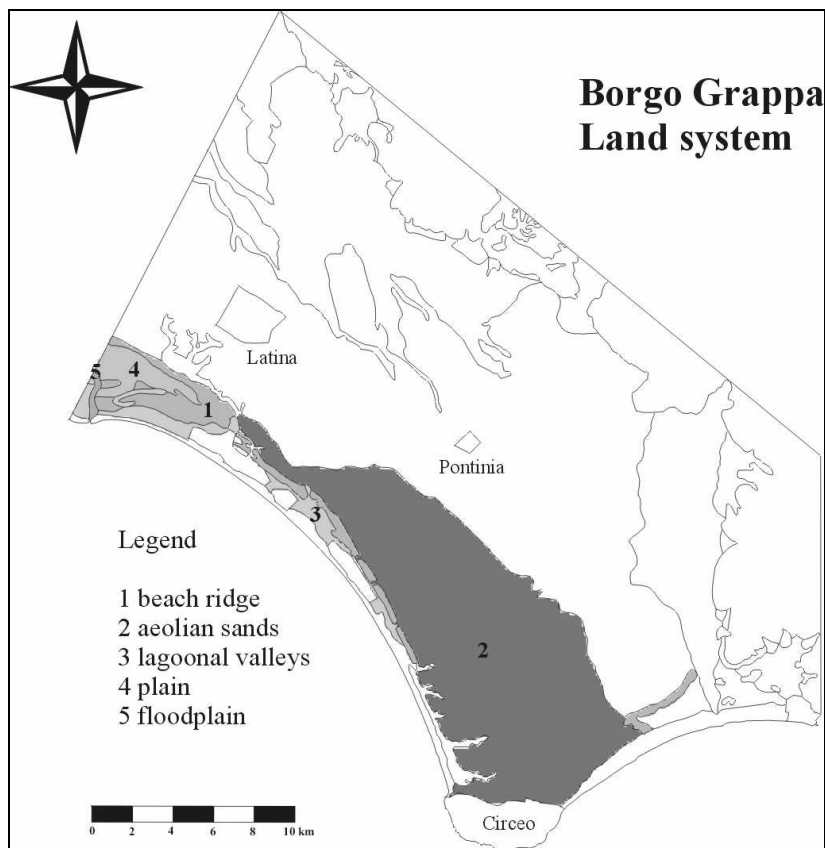 Borgo Grappa
Land system
Latina
5
4
1
Pontinia
3
Legend
1 beach ridge
2 aeolian sands
3 lagoonal valleys
4 plain
5 floodplain
2
0 2 4 6 8 10 km
Circeo